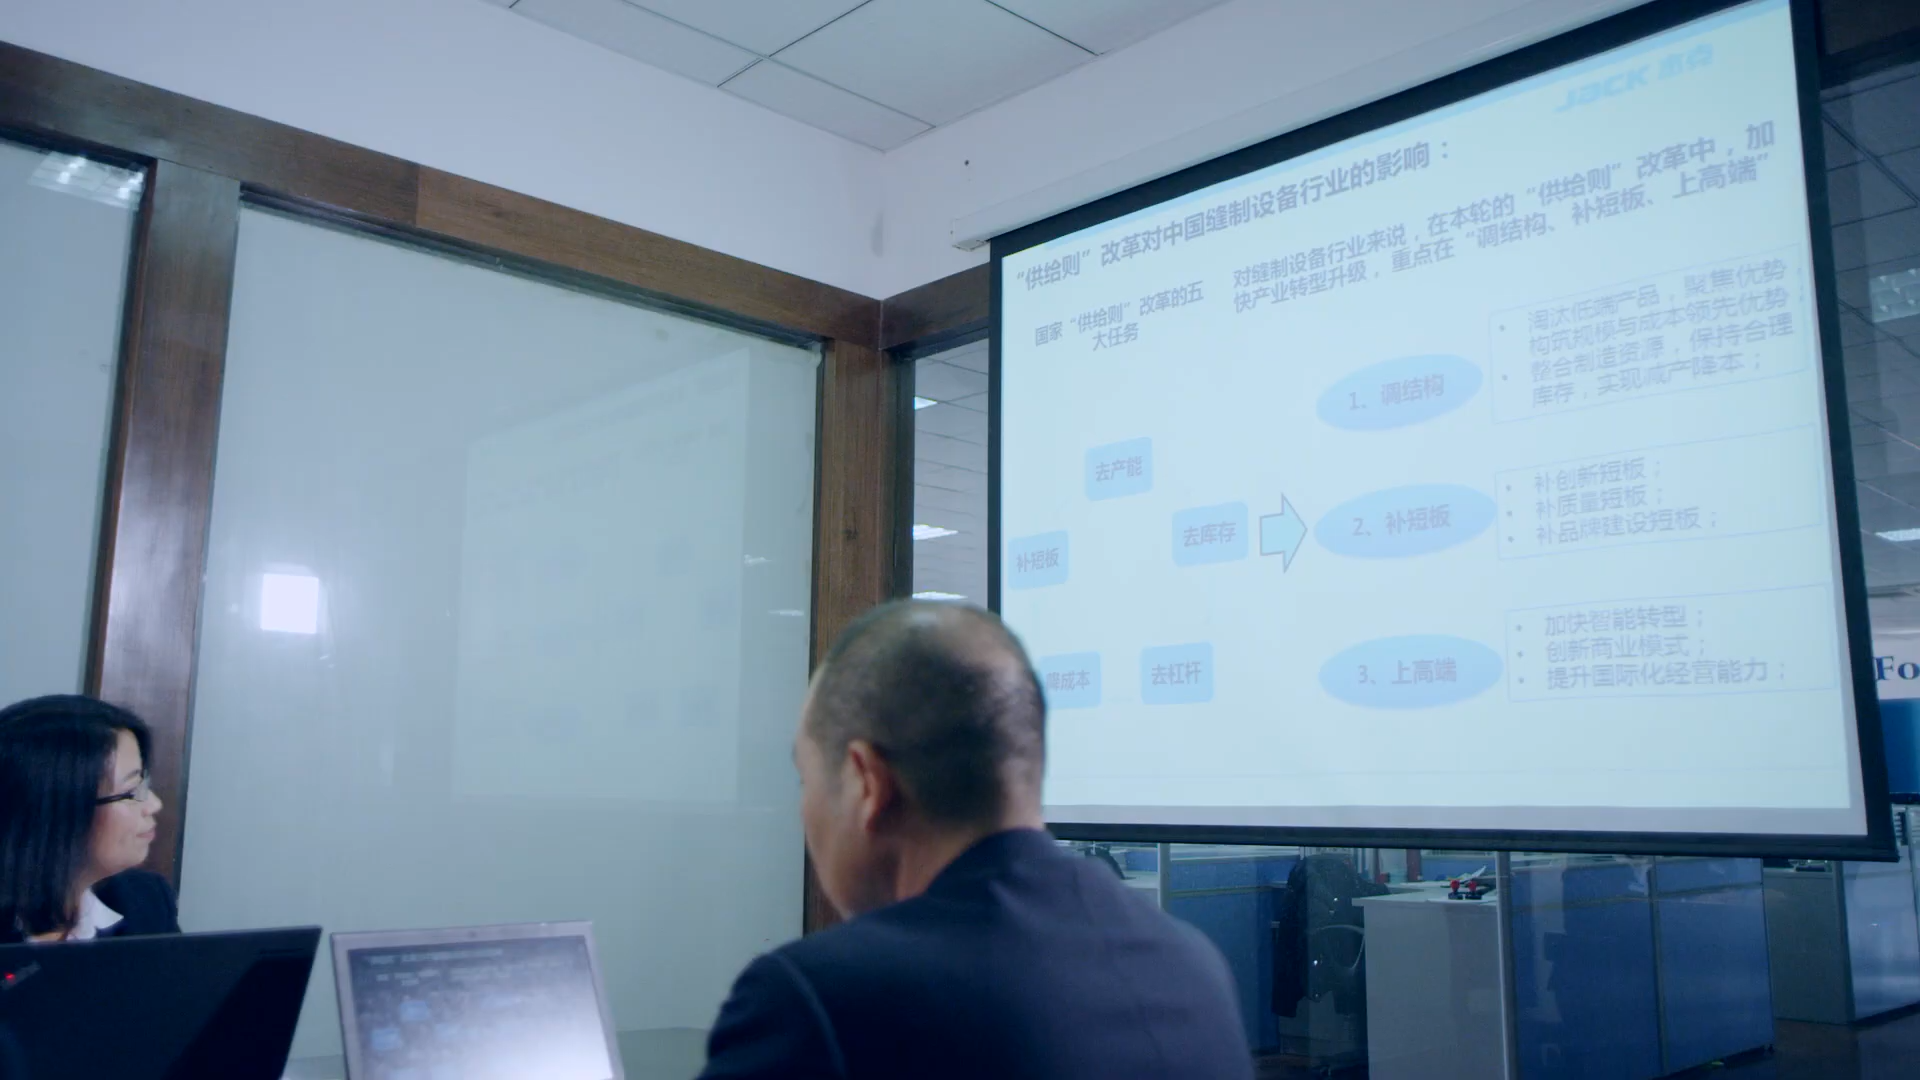 JACK 杰克
“供给则”改革对中国缝制设备行业的影响：
国家“供给则”改革的五
大任务
对缝制设备行业来说，在本轮的“供给则”改革中，加
快产业转型升级，重点在“调结构、补短板、上高端”
去产能
去库存
补短板
降成本
去杠杆
1、调结构
• 淘汰低端产品，聚焦优势，
构筑规模与成本领先优势；
• 整合制造资源，保持合理
库存，实现减产降本；
2、补短板
• 补创新短板；
• 补质量短板；
• 补品牌建设短板；
3、上高端
• 加快智能转型；
• 创新商业模式；
• 提升国际化经营能力；
Fo